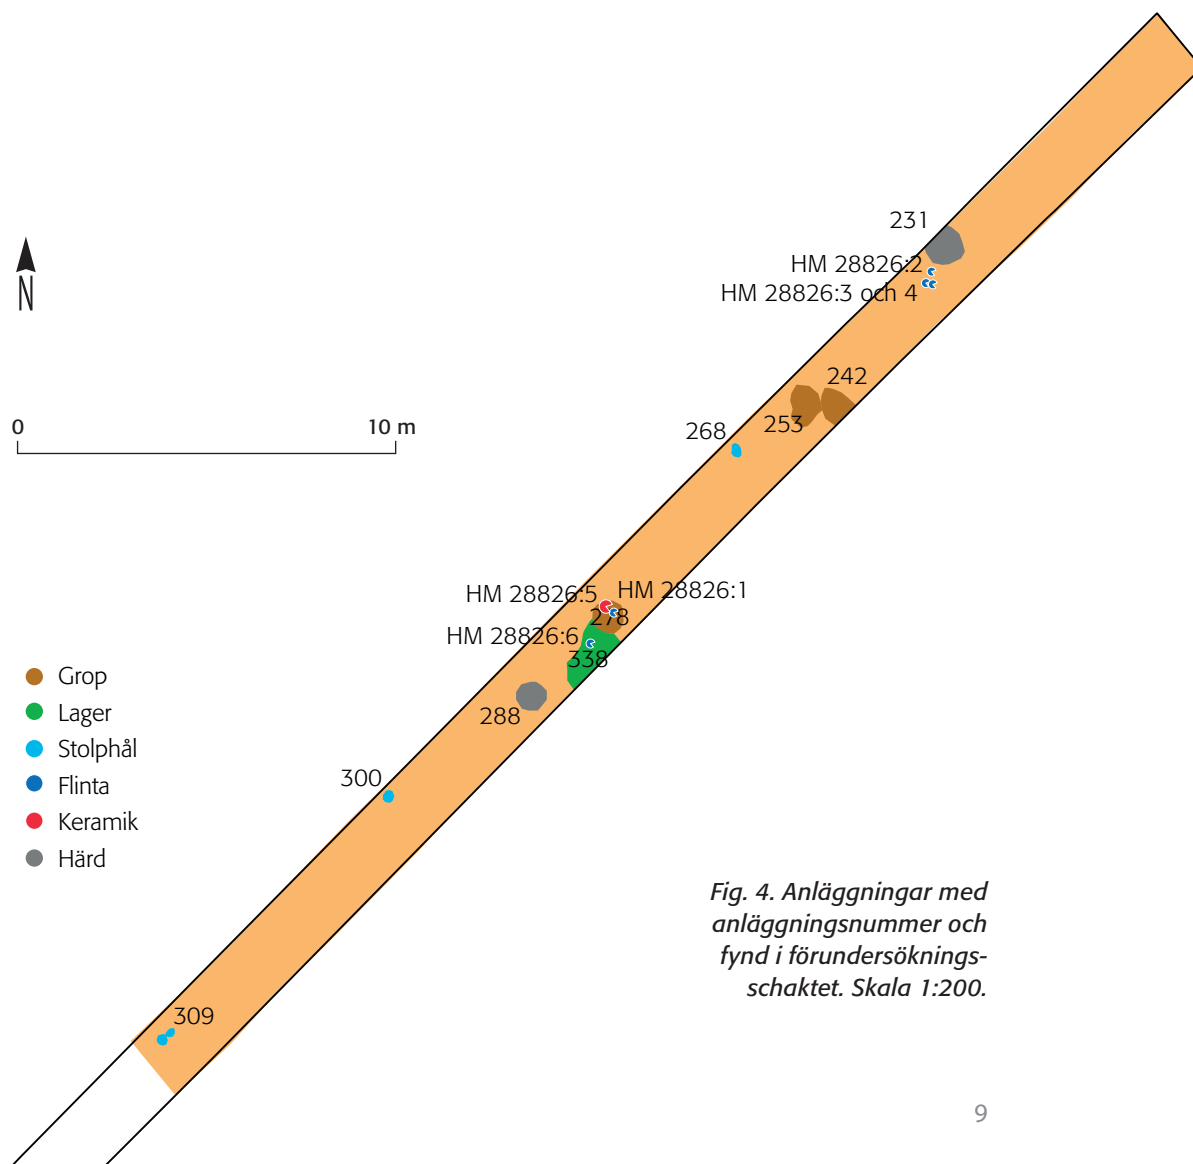 231
HM 28826:2
HM 28826:3 och 4
N
242
253
0 10 m
268
HM 28826:5
HM 28826:1
278
HM 28826:6
338
288
Grop
Lager
Stolphål
Flinta
Keramik
Härd
300
Fig. 4. Anläggningar med
anläggningsnummer och
fynd i förundersöknings-
schaktet. Skala 1:200.
309
9